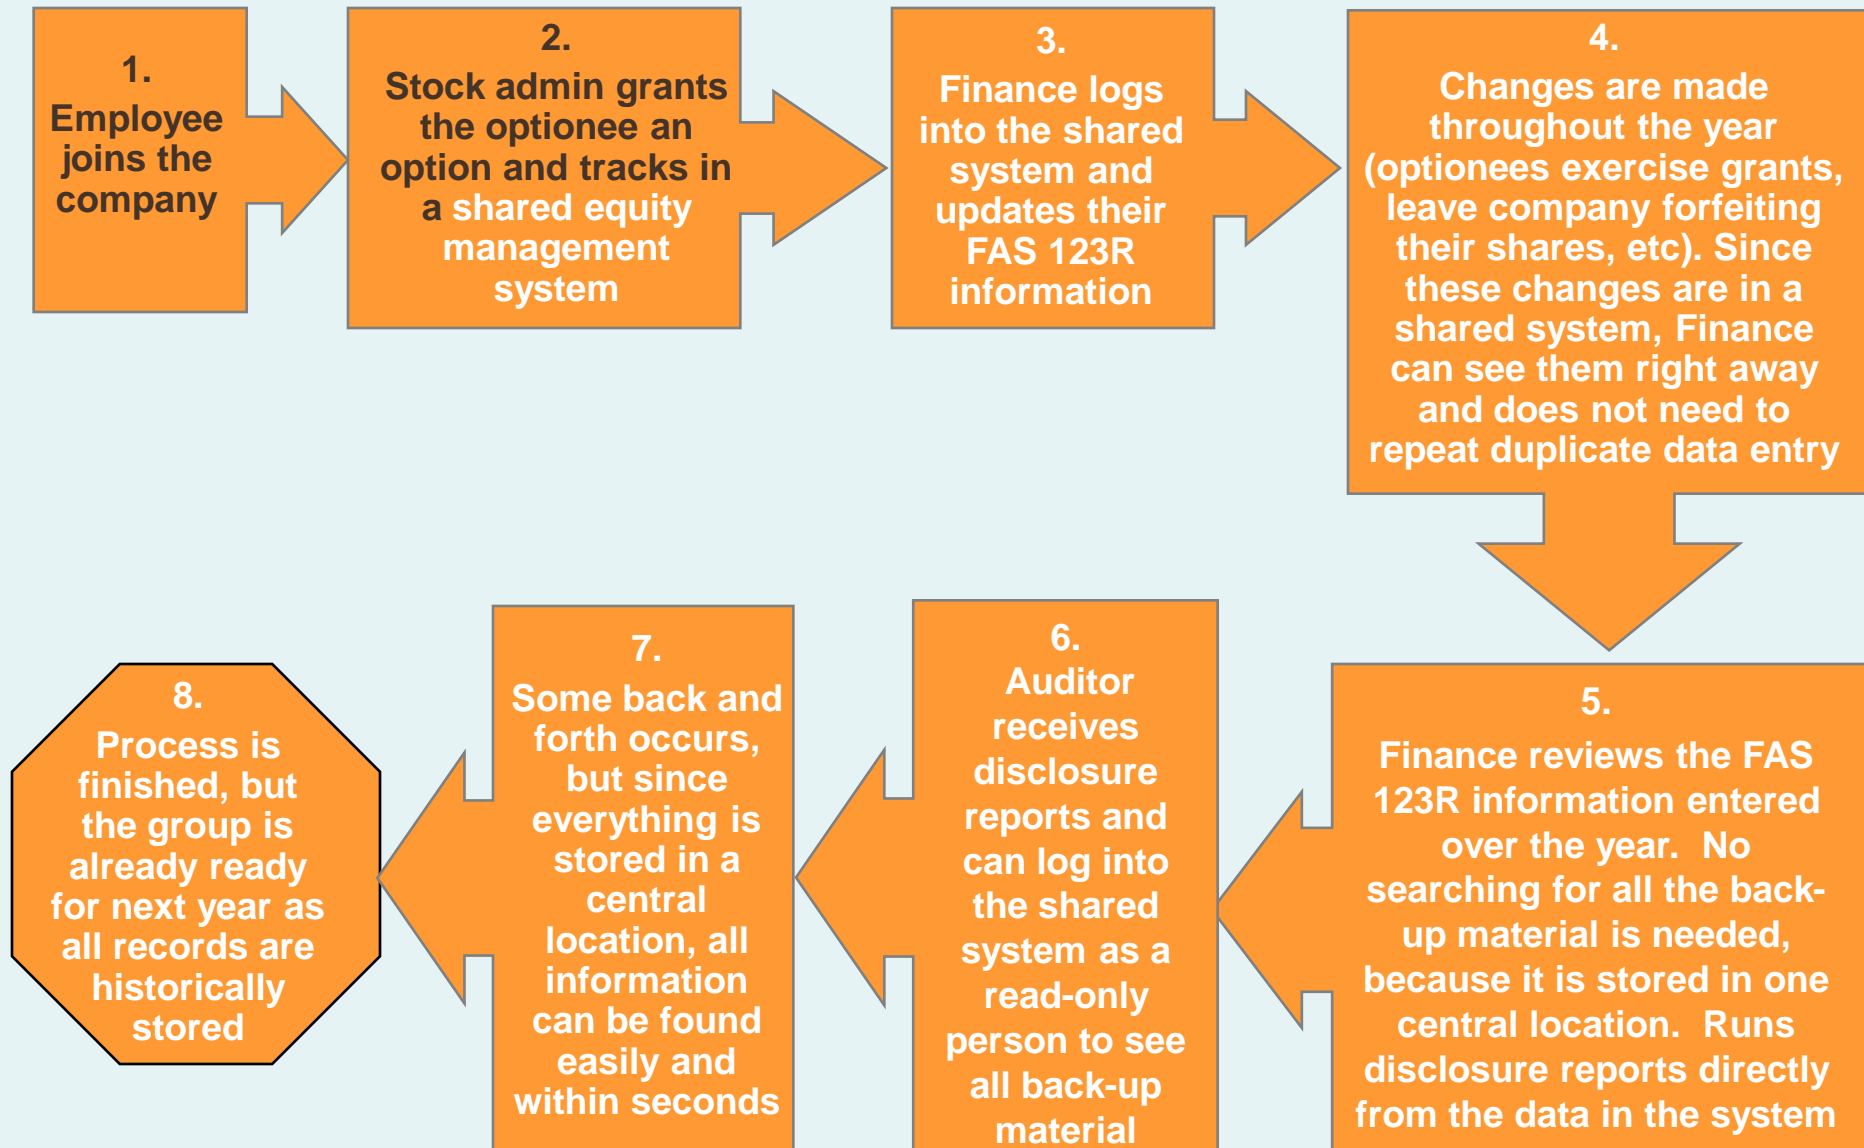 1.
Employee
joins the
company
2.
Stock admin grants
the optionee an
option and tracks in
a shared equity
management
system
3.
Finance logs
into the shared
system and
updates their
FAS 123R
information
4.
Changes are made
throughout the year
(optionees exercise grants,
leave company forfeiting
their shares, etc). Since
these changes are in a
shared system, Finance
can see them right away
and does not need to
repeat duplicate data entry
5.
Finance reviews the FAS
123R information entered
over the year.  No
searching for all the back-
up material is needed,
because it is stored in one
central location.  Runs
disclosure reports directly
from the data in the system
6.
Auditor
receives
disclosure
reports and
can log into
the shared
system as a
read-only
person to see
all back-up
material
7.
Some back and
forth occurs,
but since
everything is
stored in a
central
location, all
information
can be found
easily and
within seconds
8.
Process is
finished, but
the group is
already ready
for next year as
all records are
historically
stored